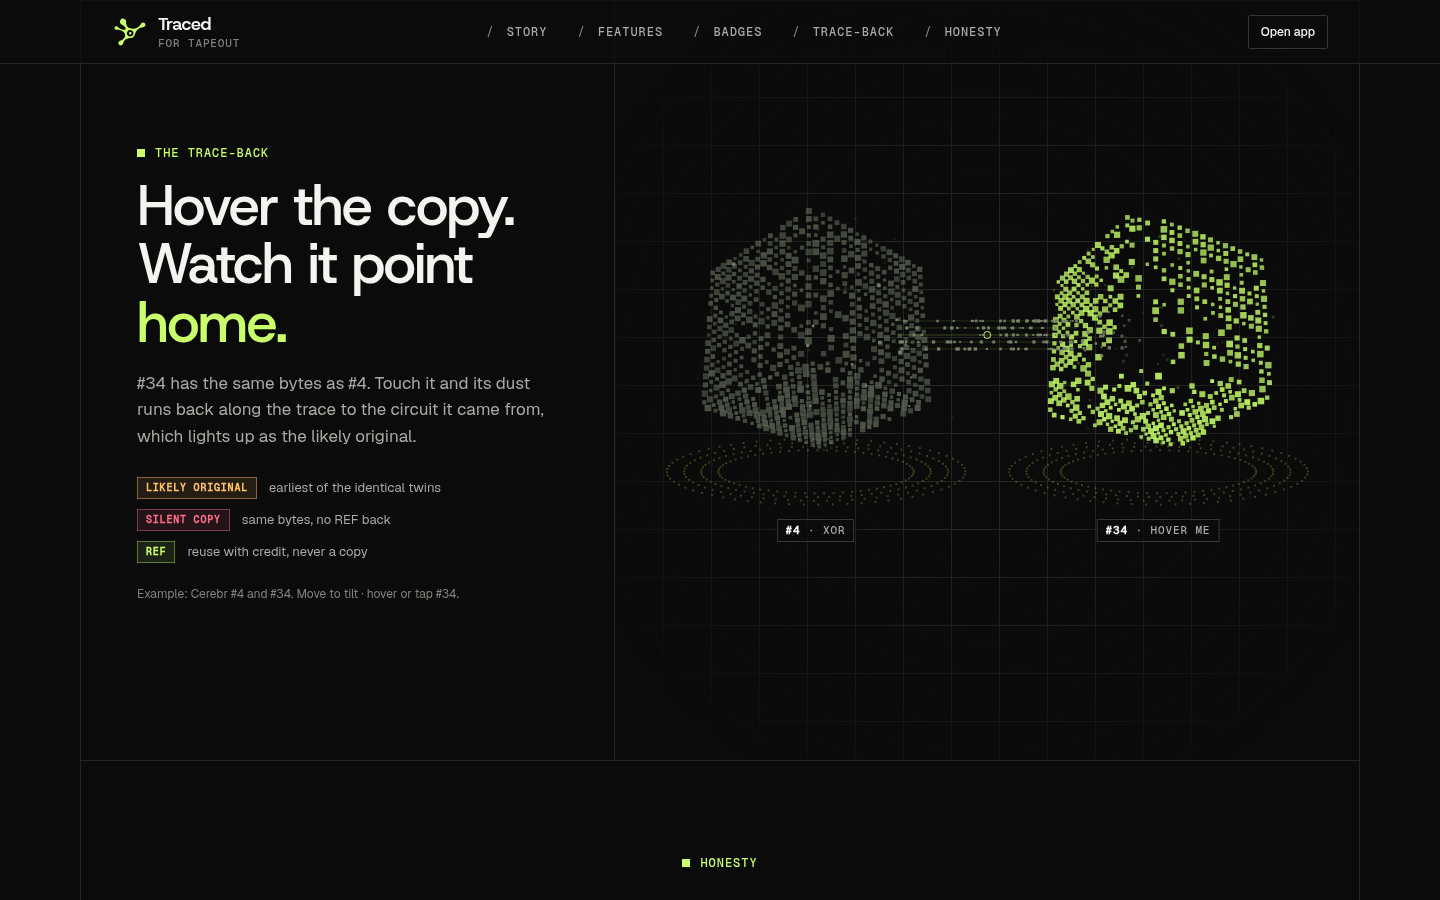 Traced
FOR TAPEOUT
/ STORY / FEATURES / BADGES / TRACE-BACK / HONESTY
Open app
THE TRACE-BACK
Hover the copy.
Watch it point
home.
#34 has the same bytes as #4. Touch it and its dust
runs back along the trace to the circuit it came from,
which lights up as the likely original.
LIKELY ORIGINAL earliest of the identical twins
SILENT COPY same bytes, no REF back
REF reuse with credit, never a copy
Example: Cerebr #4 and #34. Move to tilt · hover or tap #34.
#4 · XOR
#34 · HOVER ME
HONESTY